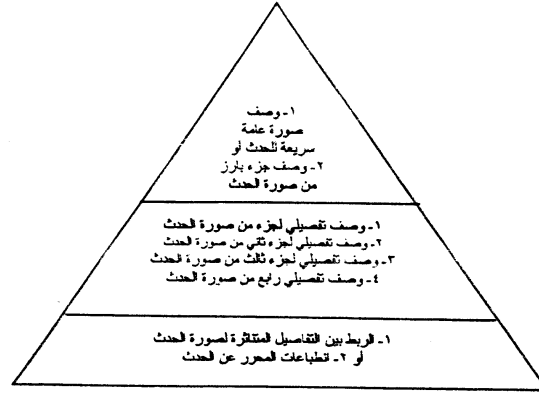 ١- وصف
صورة عامة
سريعة للحدث أو
٢- وصف جزء بارز
من صورة الحدث
١- وصف تفصيلي لجزء من صورة الحدث
٢- وصف تفصيلي لجزء ثاني من صورة الحدث
٣- وصف تفصيلي لجزء ثالث من صورة الحدث
٤- وصف تفصيلي رابع من صورة الحدث
١- الربط بين التفاصيل المتناثرة لصورة الحدث
أو ٢- انطباعات المحرر عن الحدث